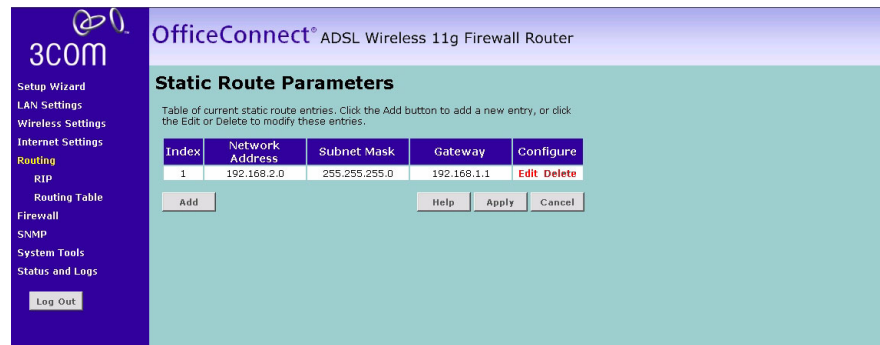 3COM
OfficeConnect® ADSL Wireless 11g Firewall Router
Setup Wizard
LAN Settings
Wireless Settings
Internet Settings
Routing
RIP
Routing Table
Firewall
SNMP
System Tools
Status and Logs
Log Out
Static Route Parameters
Table of current static route entries. Click the Add button to add a new entry, or click
the Edit or Delete to modify these entries.
Index Network Address Subnet Mask Gateway Configure
1 192.168.2.0 255.255.255.0 192.168.1.1 Edit Delete
Add Help Apply Cancel